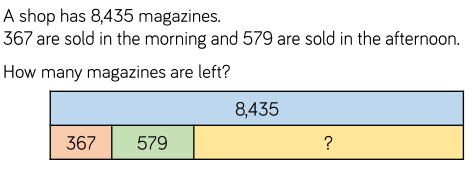 A shop has 8,435 magazines.
367 are sold in the morning and 579 are sold in the afternoon.
How many magazines are left?
8,435
367 579 ?